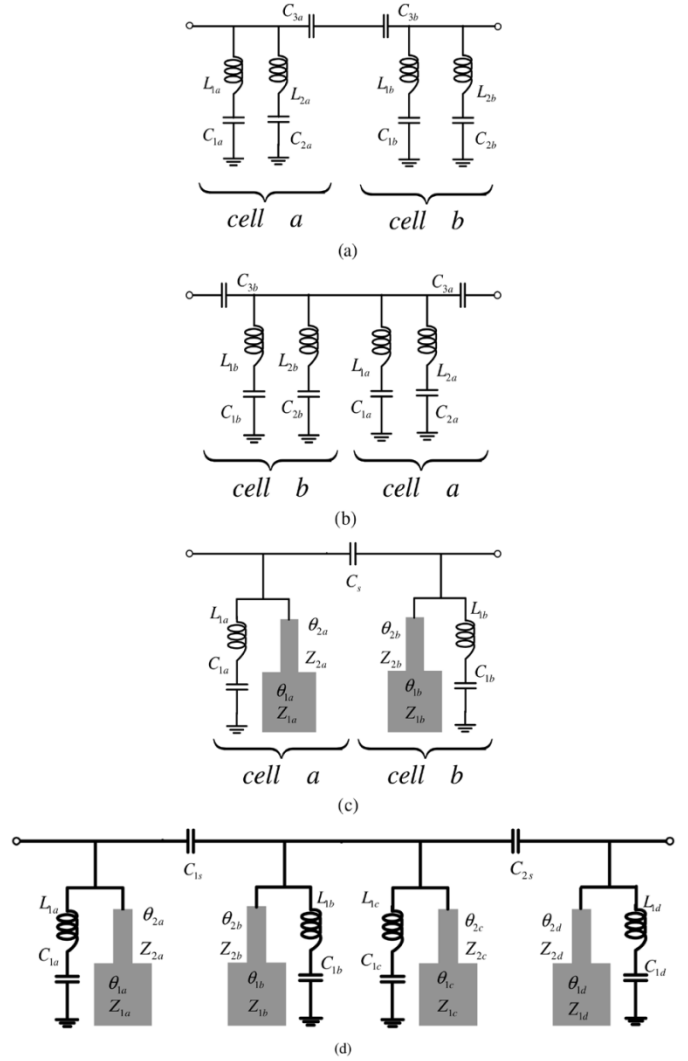 C3a C3b
L1a L2a L1b L2b
C1a C2a C1b C2b
cell a cell b
(a)
C3b C3a
L1b L2b L1a L2a
C1b C2b C1a C2a
cell b cell a
(b)
Cs
L1a θ2a θ2b L1b
C1a Z2a Z2b C1b
θ1a θ1b
Z1a Z1b
cell a cell b
(c)
C1s C2s
L1a θ2a θ2b L1b L1c θ2c θ2d L1d
C1a Z2a Z2b C1b C1c Z2c Z2d C1d
θ1a θ1b θ1c θ1d
Z1a Z1b Z1c Z1d
(d)